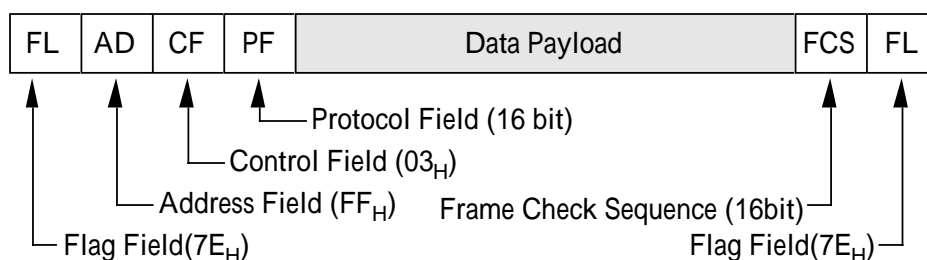 FL AD CF PF Data Payload FCS FL
Protocol Field (16 bit)
Control Field (03H)
Address Field (FFH) Frame Check Sequence (16bit)
Flag Field(7EH) Flag Field(7EH)